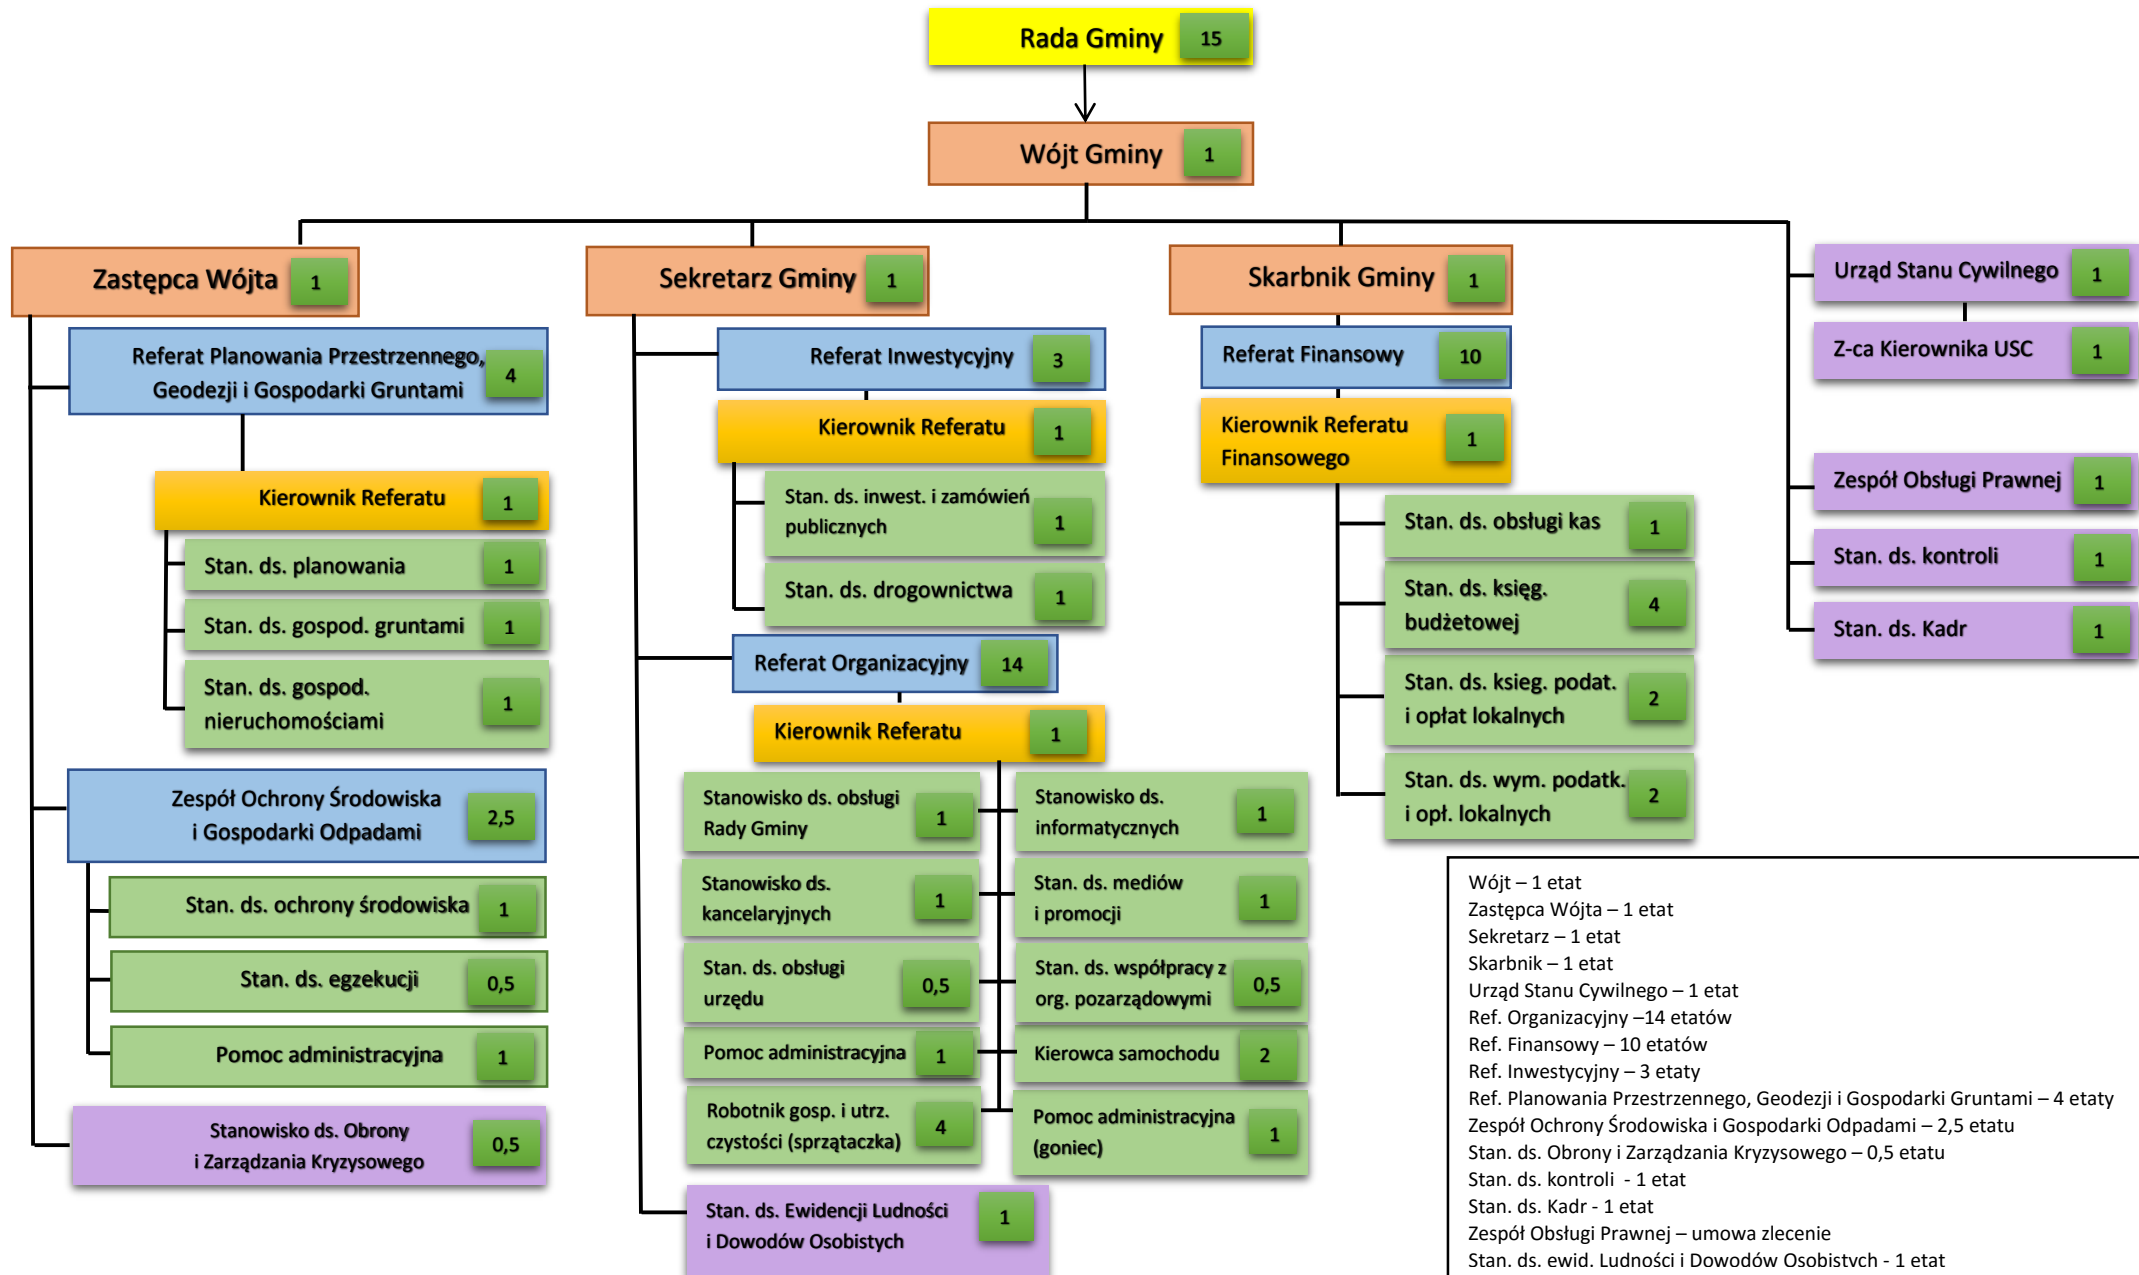 Rada Gminy 15
Wójt Gminy 1
Zastępca Wójta 1
Referat Planowania Przestrzennego,
Geodezji i Gospodarki Gruntami 4
Kierownik Referatu 1
Stan. ds. planowania 1
Stan. ds. gospod. gruntami 1
Stan. ds. gospod.
nieruchomościami 1
Zespół Ochrony Środowiska
i Gospodarki Odpadami 2,5
Stan. ds. ochrony środowiska 1
Stan. ds. egzekucji 0,5
Pomoc administracyjna 1
Stanowisko ds. Obrony
i Zarządzania Kryzysowego 0,5
Sekretarz Gminy 1
Referat Inwestycyjny 3
Kierownik Referatu 1
Stan. ds. inwest. i zamówień
publicznych 1
Stan. ds. drogownictwa 1
Referat Organizacyjny 14
Kierownik Referatu 1
Stanowisko ds. obsługi
Rady Gminy 1
Stanowisko ds.
informatycznych 1
Stanowisko ds.
kancelaryjnych 1
Stan. ds. mediów
i promocji 1
Stan. ds. obsługi
urzędu 0,5
Stan. ds. współpracy z
org. pozarządowymi 0,5
Pomoc administracyjna 1
Kierowca samochodu 2
Robotnik gosp. i utrz.
czystości (sprzątaczka) 4
Pomoc administracyjna
(goniec) 1
Stan. ds. Ewidencji Ludności
i Dowodów Osobistych 1
Skarbnik Gminy 1
Referat Finansowy 10
Kierownik Referatu
Finansowego 1
Stan. ds. obsługi kas 1
Stan. ds. księg.
budżetowej 4
Stan. ds. ksieg. podat.
i opłat lokalnych 2
Stan. ds. wym. podatk.
i opł. lokalnych 2
Urząd Stanu Cywilnego 1
Z-ca Kierownika USC 1
Zespół Obsługi Prawnej 1
Stan. ds. kontroli 1
Stan. ds. Kadr 1
Wójt – 1 etat
Zastępca Wójta – 1 etat
Sekretarz – 1 etat
Skarbnik – 1 etat
Urząd Stanu Cywilnego – 1 etat
Ref. Organizacyjny –14 etatów
Ref. Finansowy – 10 etatów
Ref. Inwestycyjny – 3 etaty
Ref. Planowania Przestrzennego, Geodezji i Gospodarki Gruntami – 4 etaty
Zespół Ochrony Środowiska i Gospodarki Odpadami – 2,5 etatu
Stan. ds. Obrony i Zarządzania Kryzysowego – 0,5 etatu
Stan. ds. kontroli - 1 etat
Stan. ds. Kadr - 1 etat
Zespół Obsługi Prawnej – umowa zlecenie
Stan. ds. ewid. Ludności i Dowodów Osobistych - 1 etat